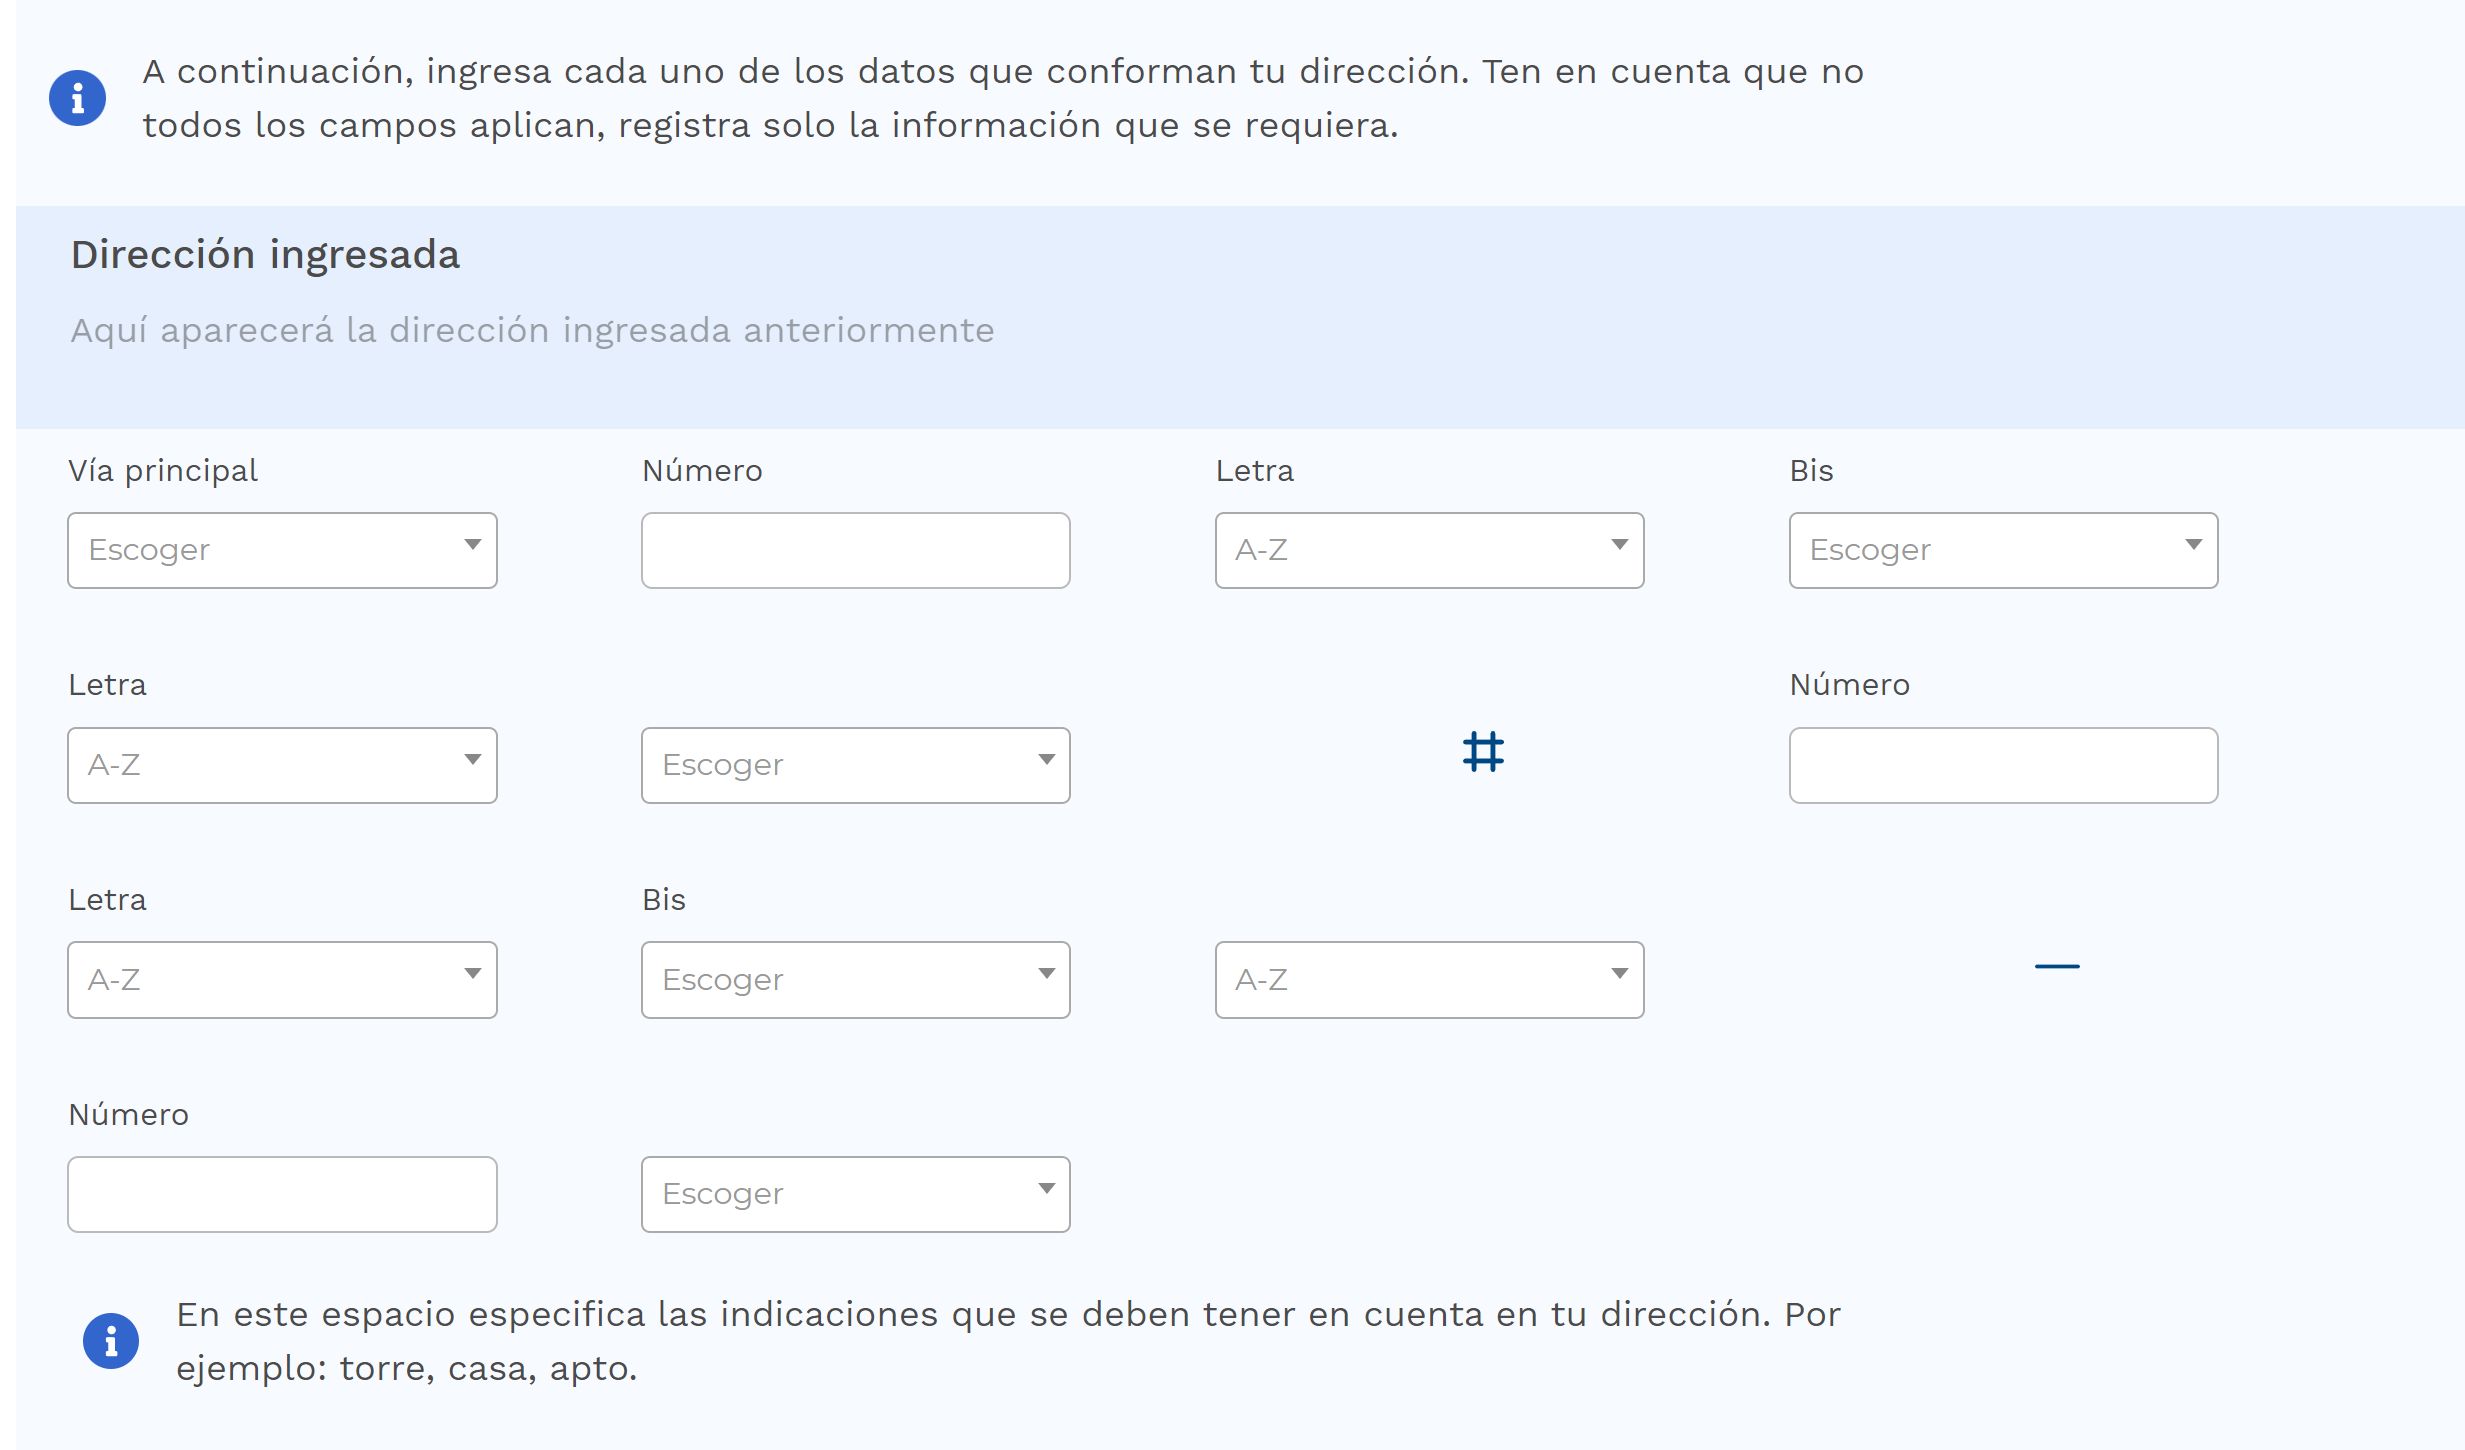 A continuación, ingresa cada uno de los datos que conforman tu dirección. Ten en cuenta que no
todos los campos aplican, registra solo la información que se requiera.
Dirección ingresada
Aquí aparecerá la dirección ingresada anteriormente
Vía principal Número Letra Bis
Escoger A-Z Escoger
Letra Número
A-Z Escoger #
Letra Bis
A-Z Escoger A-Z —
Número
Escoger
En este espacio especifica las indicaciones que se deben tener en cuenta en tu dirección. Por
ejemplo: torre, casa, apto.